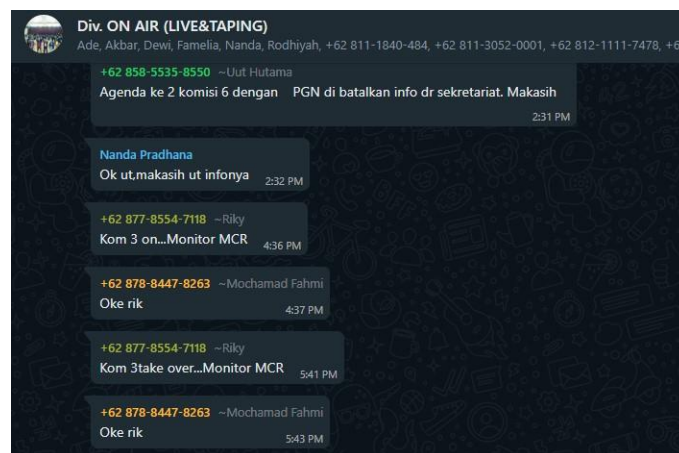 Div. ON AIR (LIVE&TAPING)
Ade, Akbar, Dewi, Famelia, Nanda, Rodhiyah, +62 811-1840-484, +62 811-3052-0001, +62 812-1111-7478, +6
+62 858-5535-8550 ~Uut Hutama
Agenda ke 2 komisi 6 dengan PGN di batalkan info dr sekretariat. Makasih
2:31 PM
Nanda Pradhana
Ok ut,makasih ut infonya 2:32 PM
+62 877-8554-7118 ~Riky
Kom 3 on...Monitor MCR 4:36 PM
+62 878-8447-8263 ~Mochamad Fahmi
Oke rik 4:37 PM
+62 877-8554-7118 ~Riky
Kom 3take over...Monitor MCR 5:41 PM
+62 878-8447-8263 ~Mochamad Fahmi
Oke rik 5:43 PM